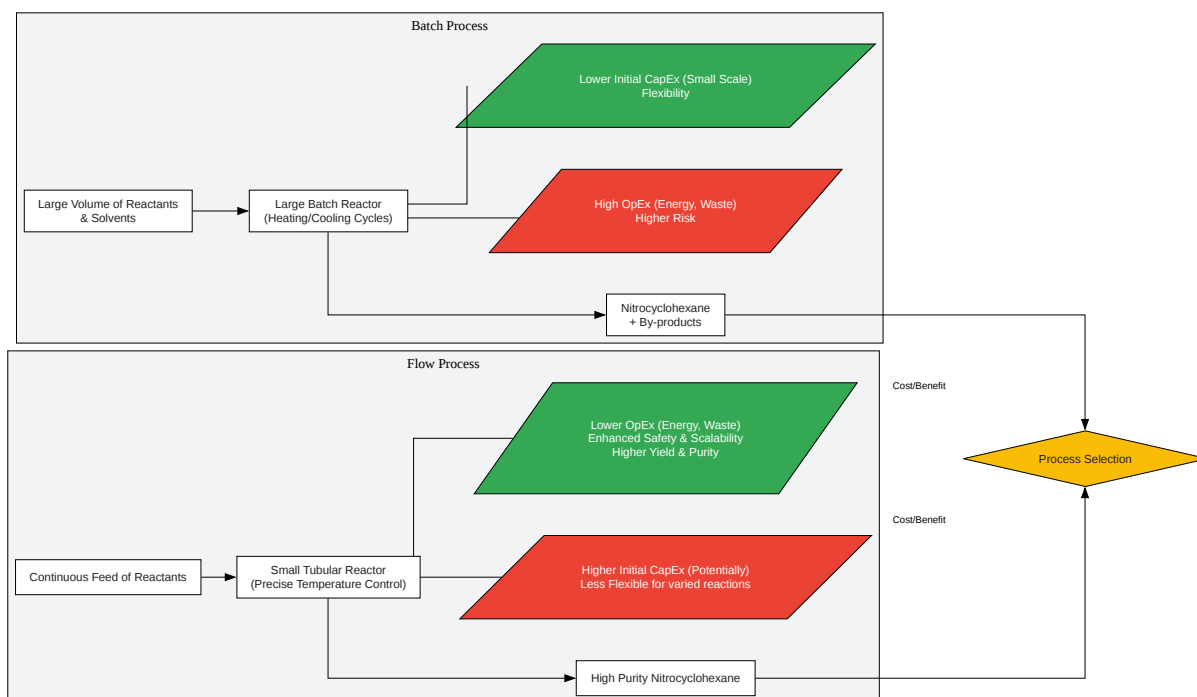 Batch Process
Lower Initial CapEx (Small Scale)
Flexibility
Large Volume of Reactants
& Solvents
Large Batch Reactor
(Heating/Cooling Cycles)
High OpEx (Energy, Waste)
Higher Risk
Nitrocyclohexane
+ By-products
Flow Process
Cost/Benefit
Lower OpEx (Energy, Waste)
Enhanced Safety & Scalability
Higher Yield & Purity
Process Selection
Cost/Benefit
Continuous Feed of Reactants
Small Tubular Reactor
(Precise Temperature Control)
Higher Initial CapEx (Potentially)
Less Flexible for varied reactions
High Purity Nitrocyclohexane